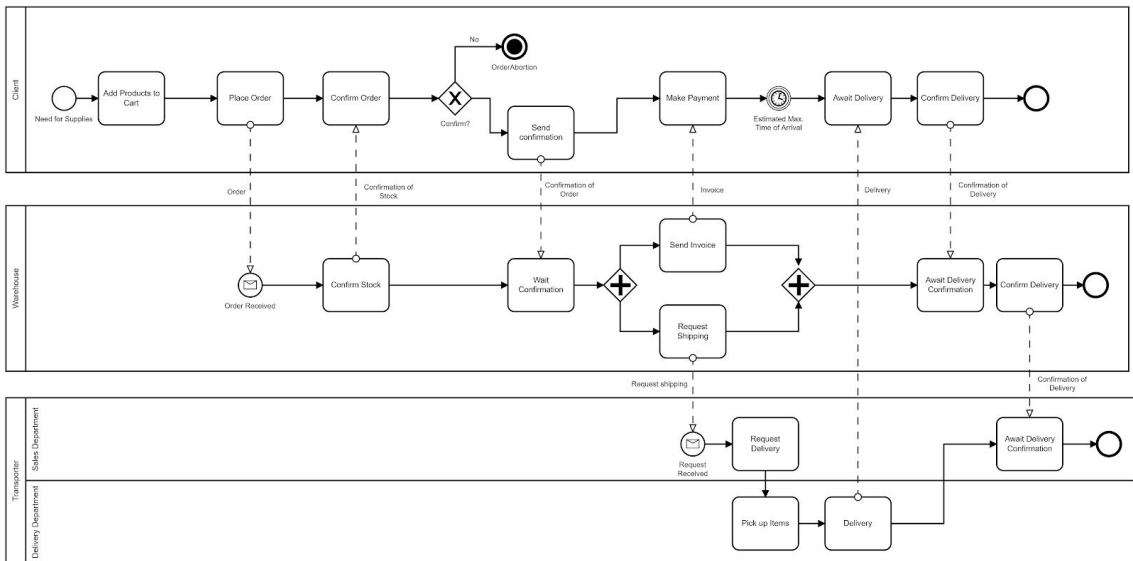 Client
No
OrderAbortion
Need for Supplies
Add Products to
Cart
Place Order
Confirm Order
Confirm?
Send
confirmation
Make Payment
Estimated Max.
Time of Arrival
Await Delivery
Confirm Delivery
Order
Confirmation of
Stock
Confirmation of
Order
Invoice
Delivery
Confirmation of
Delivery
Warehouse
Order Received
Confirm Stock
Wait
Confirmation
Send Invoice
Request
Shipping
Await Delivery
Confirmation
Confirm Delivery
Request shipping
Confirmation of
Delivery
Transporter
Sales Department
Request
Received
Request
Delivery
Await Delivery
Confirmation
Delivery Department
Pick up Items
Delivery